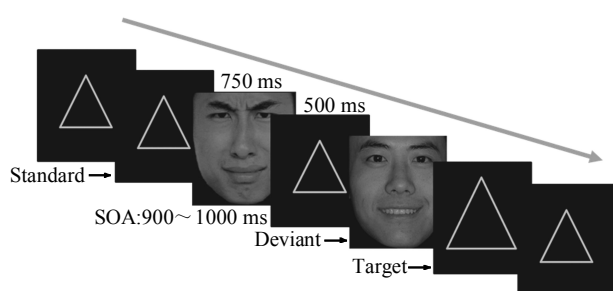 750 ms
500 ms
Standard
SOA:900～1000 ms
Deviant
Target